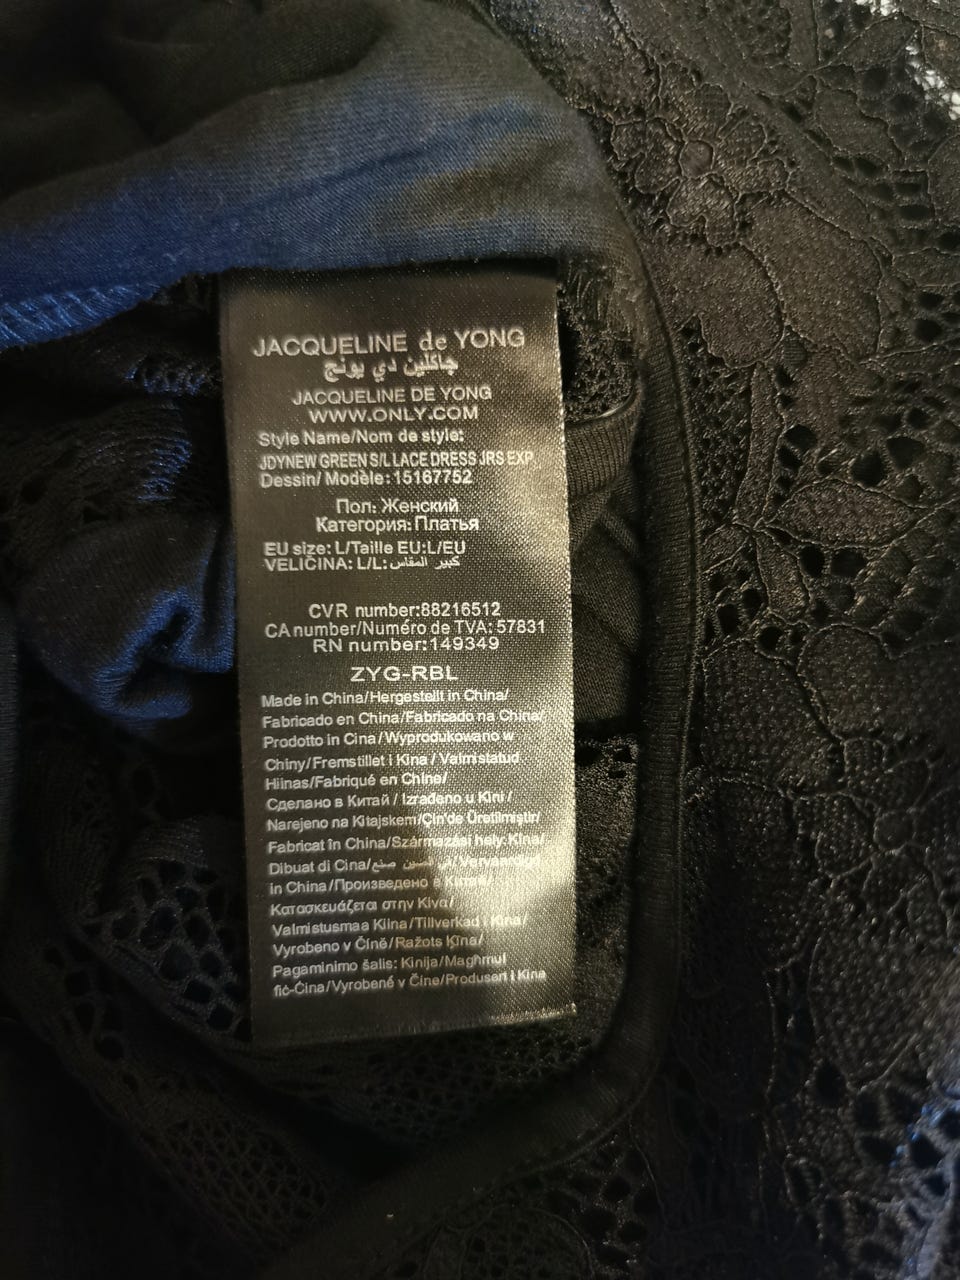 JACQUELINE de YONG
جاكلين دي يونج
JACQUELINE DE YONG
WWW.ONLY.COM
Style Name/Nom de style:
JDYNEW GREEN S/L LACE DRESS JRS EXP
Dessin/ Modèle: 15167752
Пол: Женский
Категория: Платья
EU size: L/Taille EU:L/EU
VELIČINA: L/L: كبير المقاس
CVR number:88216512
CA number/Numéro de TVA: 57831
RN number:149349
ZYG-RBL
Made in China/Hergestellt in China/
Fabricado en China/Fabricado na China/
Prodotto in Cina/Wyprodukowano w
Chiny/Fremstillet i Kina / Valmistatud
Hiinas/Fabriqué en Chine/
Сделано в Китай / Izrađeno u Kini /
Narejeno na Kitajskem/Çin'de Üretilmiştir/
Fabricat în China/Származási hely:Kína/
Dibuat di Cina/صنع في الصين/Vervaardigd
in China/Произведено в Китай/
Κατασκευάζεται στην Κίνα/
Valmistusmaa Kiina/Tillverkad i Kina/
Vyrobeno v Číně/Ražots Ķīnā/
Pagaminimo šalis: Kinija/Maghmul
fiċ-Ċina/Vyrobené v Číne/Produsert i Kina